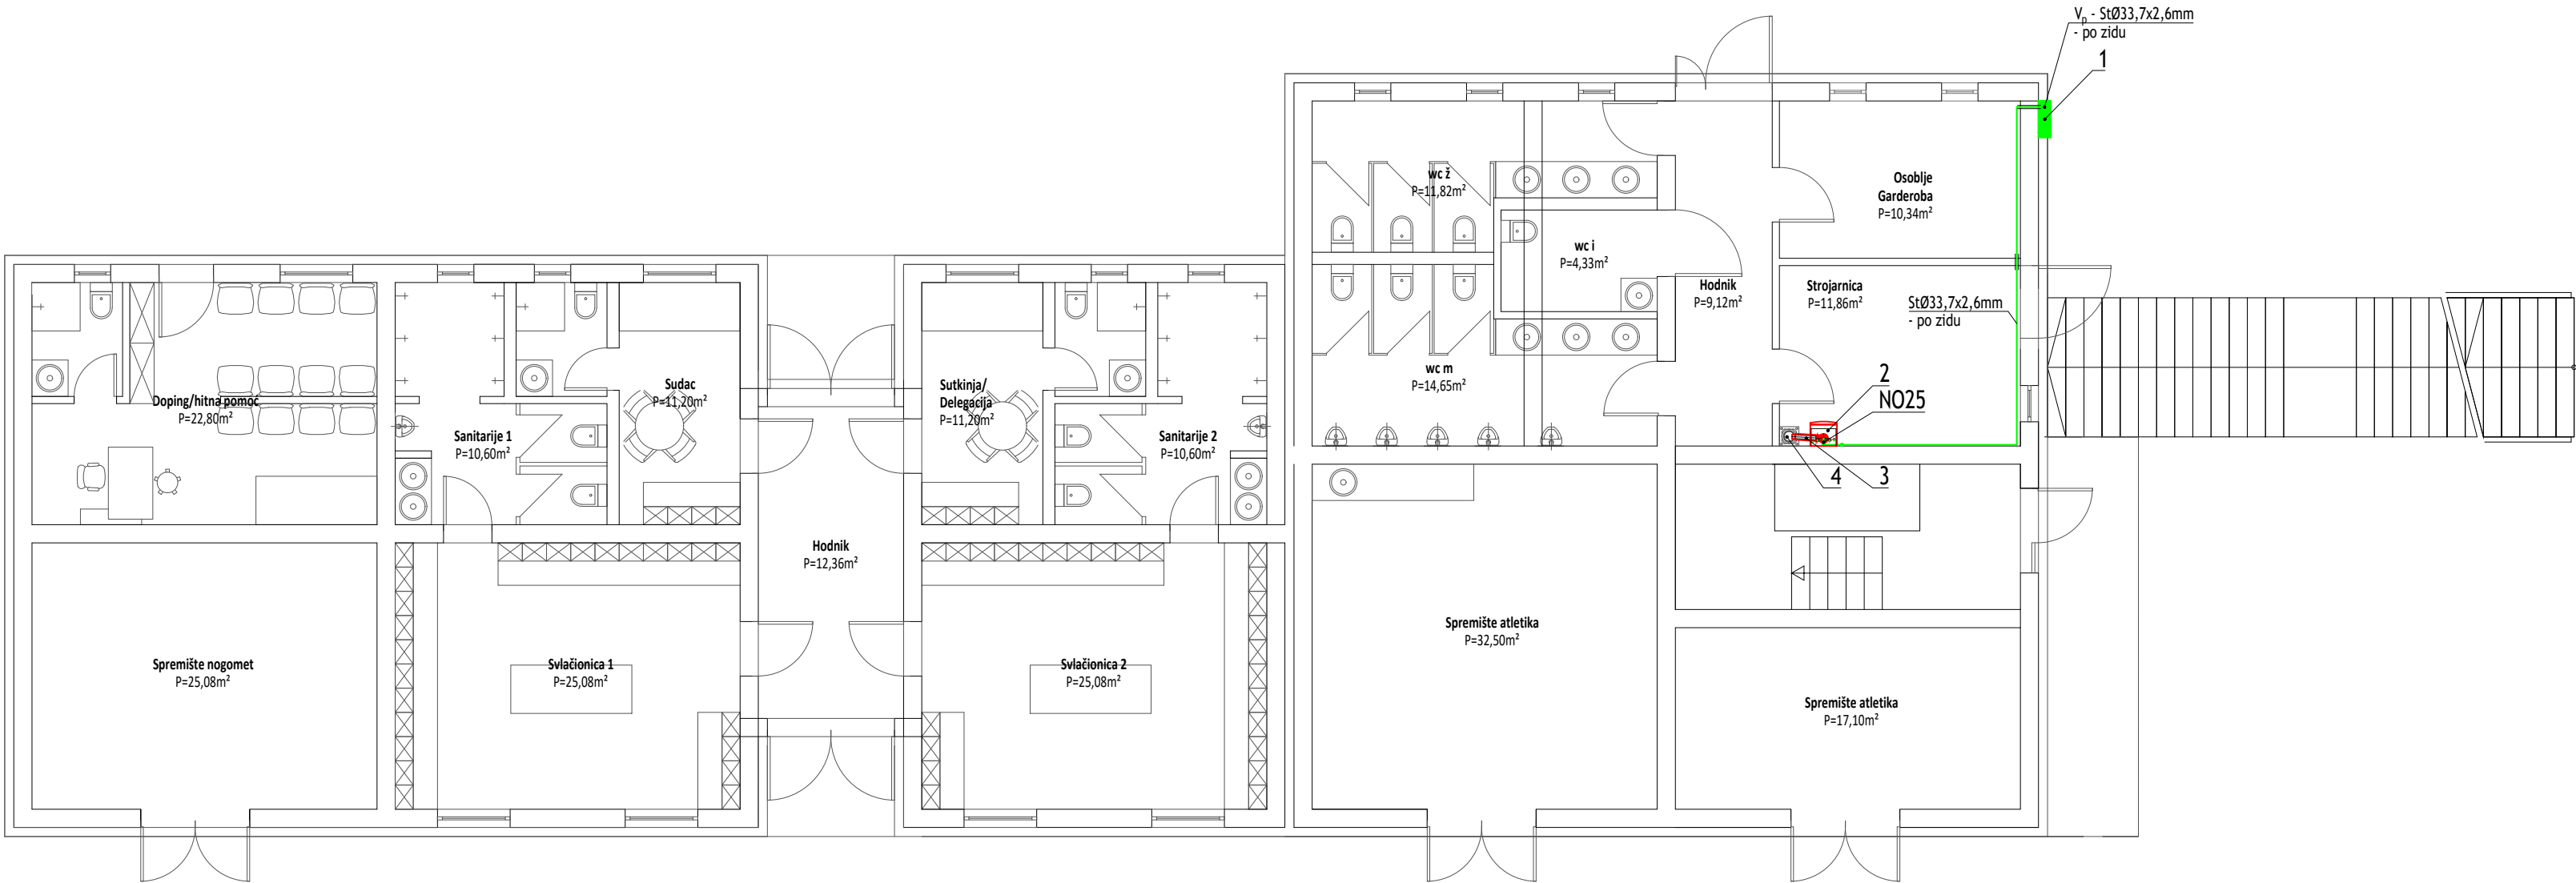 Vₚ - StØ33,7x2,6mm
- po zidu
1
wc ž
P=11,82m²
Osoblje
Garderoba
P=10,34m²
wc i
P=4,33m²
Hodnik
P=9,12m²
Strojarnica
P=11,86m²
StØ33,7x2,6mm
- po zidu
wc m
P=14,65m²
2
NO25
4
3
Doping/hitna pomoć
P=22,80m²
Sanitarije 1
P=10,60m²
Sudac
P=11,20m²
Sutkinja/
Delegacija
P=11,20m²
Sanitarije 2
P=10,60m²
Hodnik
P=12,36m²
Spremište nogomet
P=25,08m²
Svlačionica 1
P=25,08m²
Svlačionica 2
P=25,08m²
Spremište atletika
P=32,50m²
Spremište atletika
P=17,10m²